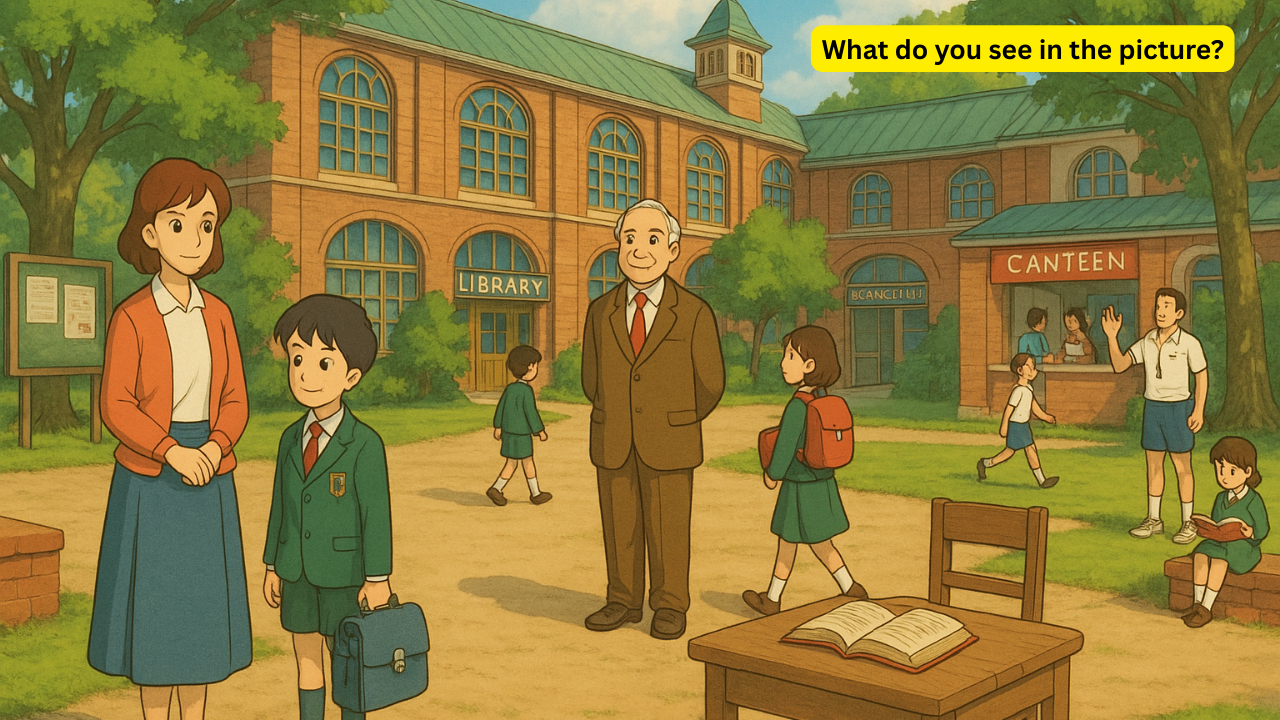 What do you see in the picture?
LIBRARY
CANTEEN